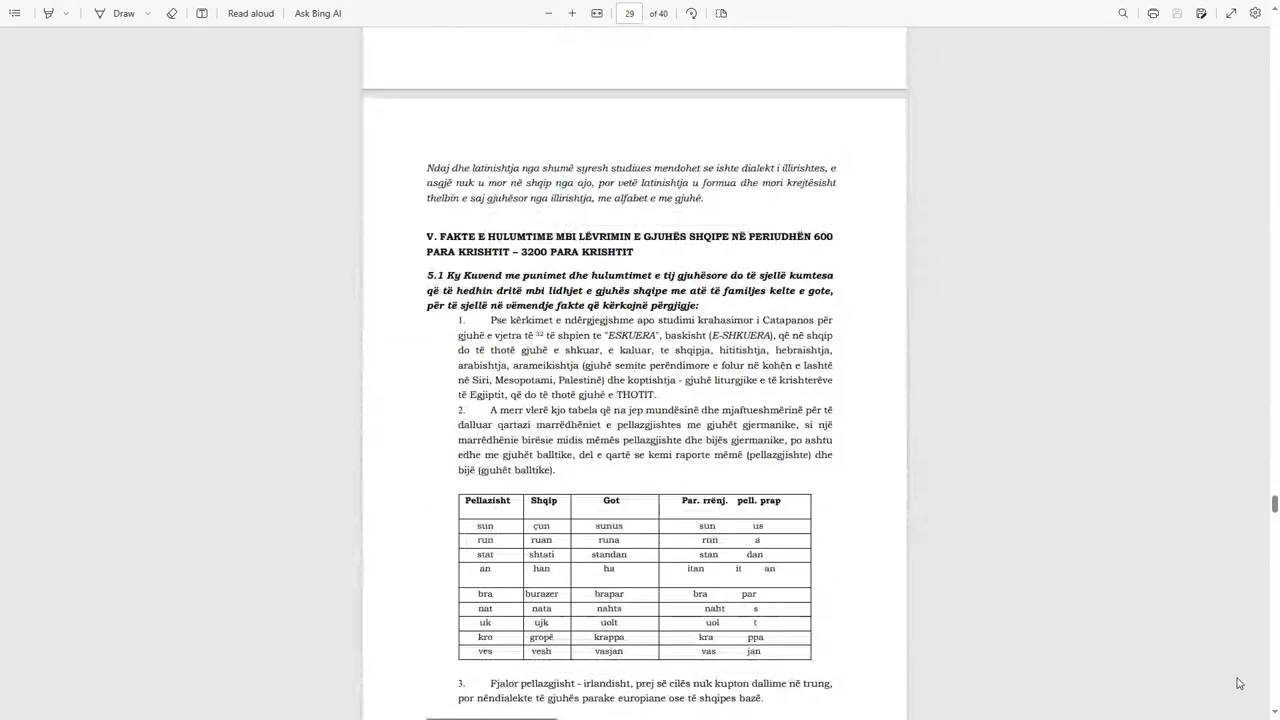 Draw
Read aloud
Ask Bing AI
29
of 40
Ndaj dhe latinishtja nga shumë syresh studiues mendohet se ishte dialekt i illirishtes, e
asgjë nuk u mor në shqip nga ajo, por vetë latinishtja u formua dhe mori krejtësisht
thelbin e saj gjuhësor nga illirishtja, me alfabet e me gjuhë.
V. FAKTE E HULUMTIME MBI LËVRIMIN E GJUHËS SHQIPE NË PERIUDHËN 600
PARA KRISHTIT – 3200 PARA KRISHTIT
5.1 Ky Kuvend me punimet dhe hulumtimet e tij gjuhësore do të sjellë kumtesa
që të hedhin dritë mbi lidhjet e gjuhës shqipe me atë të familjes kelte e gote,
për të sjellë në vëmendje fakte që kërkojnë përgjigje:
1. Pse kërkimet e ndërgjegjshme apo studimi krahasimor i Catapanos për
gjuhë e vjetra të 32 të shpien te "ESKUERA", baskisht (E-SHKUERA), që në shqip
do të thotë gjuhë e shkuar, e kaluar, te shqipja, hititishtja, hebraishtja,
arabishtja, arameikishtja (gjuhë semite perëndimore e folur në kohën e lashtë
në Siri, Mesopotami, Palestinë) dhe koptishtja - gjuhë liturgjike e të krishterëve
të Egjiptit, që do të thotë gjuhë e THOTIT.
2. A merr vlerë kjo tabela që na jep mundësinë dhe mjaftueshmërinë për të
dalluar qartazi marrëdhëniet e pellazgjishtes me gjuhët gjermanike, si një
marrëdhënie birësie midis mëmës pellazgjishte dhe bijës gjermanike, po ashtu
edhe me gjuhët balltike, del e qartë se kemi raporte mëmë (pellazgjishte) dhe
bijë (gjuhët balltike).
Pellazisht Shqip Got Par. rrënj. pell. prap
sun çun sunus sun us
run ruan runa run a
stat shtati standan stan dan
an han ha itan it an
bra burazer brapar bra par
nat nata nahts naht s
uk ujk uolt uol t
kro gropë krappa kra ppa
ves vesh vasjan vas jan
3. Fjalor pellazgjisht - irlandisht, prej së cilës nuk kupton dallime në trung,
por nëndialekte të gjuhës parake europiane ose të shqipes bazë.